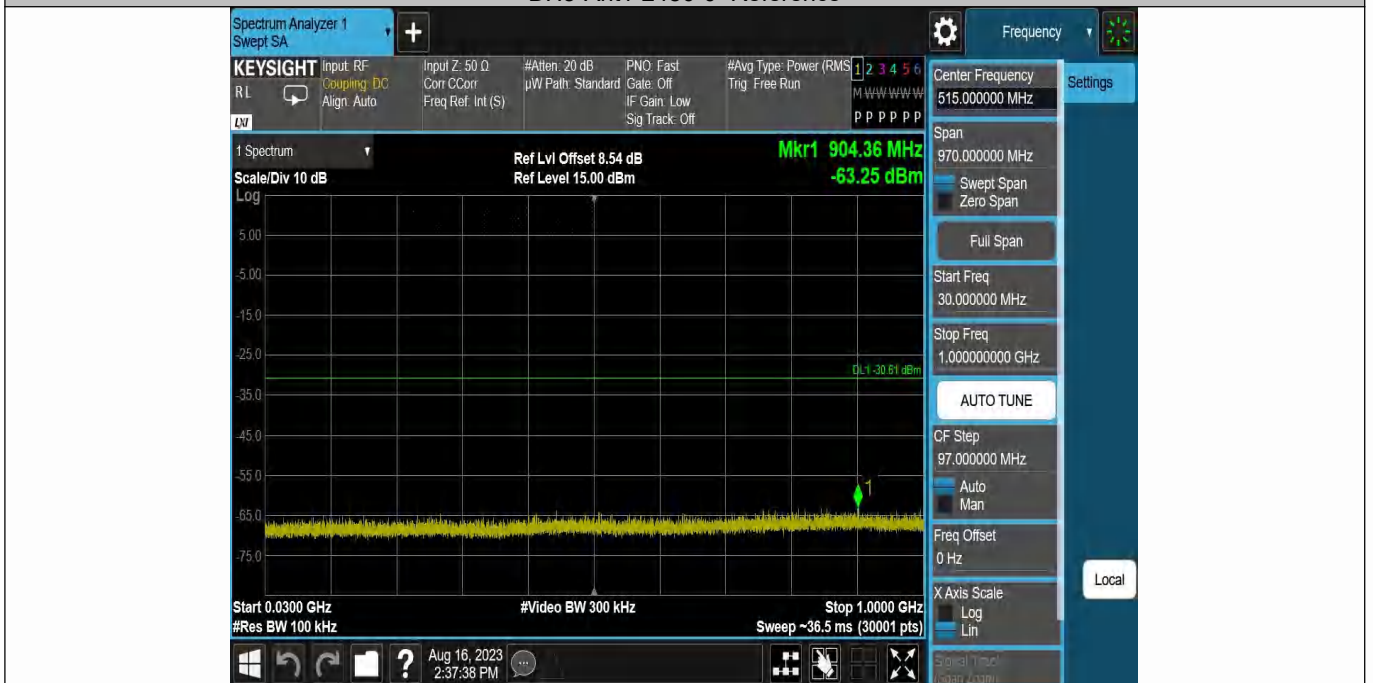 Spectrum Analyzer 1
Swept SA
+
Frequency
KEYSIGHT
RL
LXI
Input: RF
Coupling: DC
Align: Auto
Input Z: 50 Ω
Corr CCorr
Freq Ref: Int (S)
#Atten: 20 dB
µW Path: Standard
PNO: Fast
Gate: Off
IF Gain: Low
Sig Track: Off
#Avg Type: Power (RMS
Trig: Free Run
1 2 3 4 5 6
M W W W W W
P P P P P P
1 Spectrum
Scale/Div 10 dB
Log
Ref Lvl Offset 8.54 dB
Ref Level 15.00 dBm
Mkr1 904.36 MHz
-63.25 dBm
5.00
-5.00
-15.0
-25.0
-35.0
-45.0
-55.0
-65.0
-75.0
DL1 -30.61 dBm
1
Start 0.0300 GHz
#Res BW 100 kHz
#Video BW 300 kHz
Stop 1.0000 GHz
Sweep ~36.5 ms (30001 pts)
?
Aug 16, 2023
2:37:38 PM
Center Frequency
515.000000 MHz
Settings
Span
970.000000 MHz
Swept Span
Zero Span
Full Span
Start Freq
30.000000 MHz
Stop Freq
1.000000000 GHz
AUTO TUNE
CF Step
97.000000 MHz
Auto
Man
Freq Offset
0 Hz
X Axis Scale
Log
Lin
Local
Signal Track
(Span Zoom)